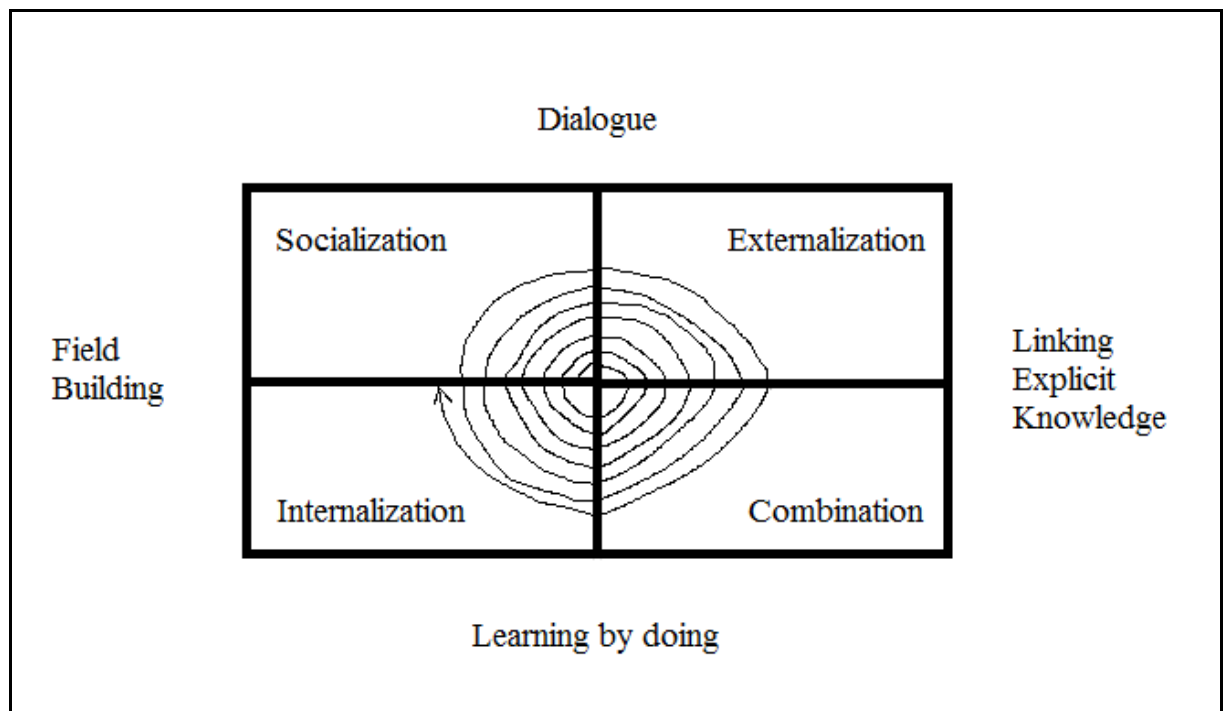 Dialogue
Socialization
Externalization
Field
Building
Linking
Explicit
Knowledge
Internalization
Combination
Learning by doing